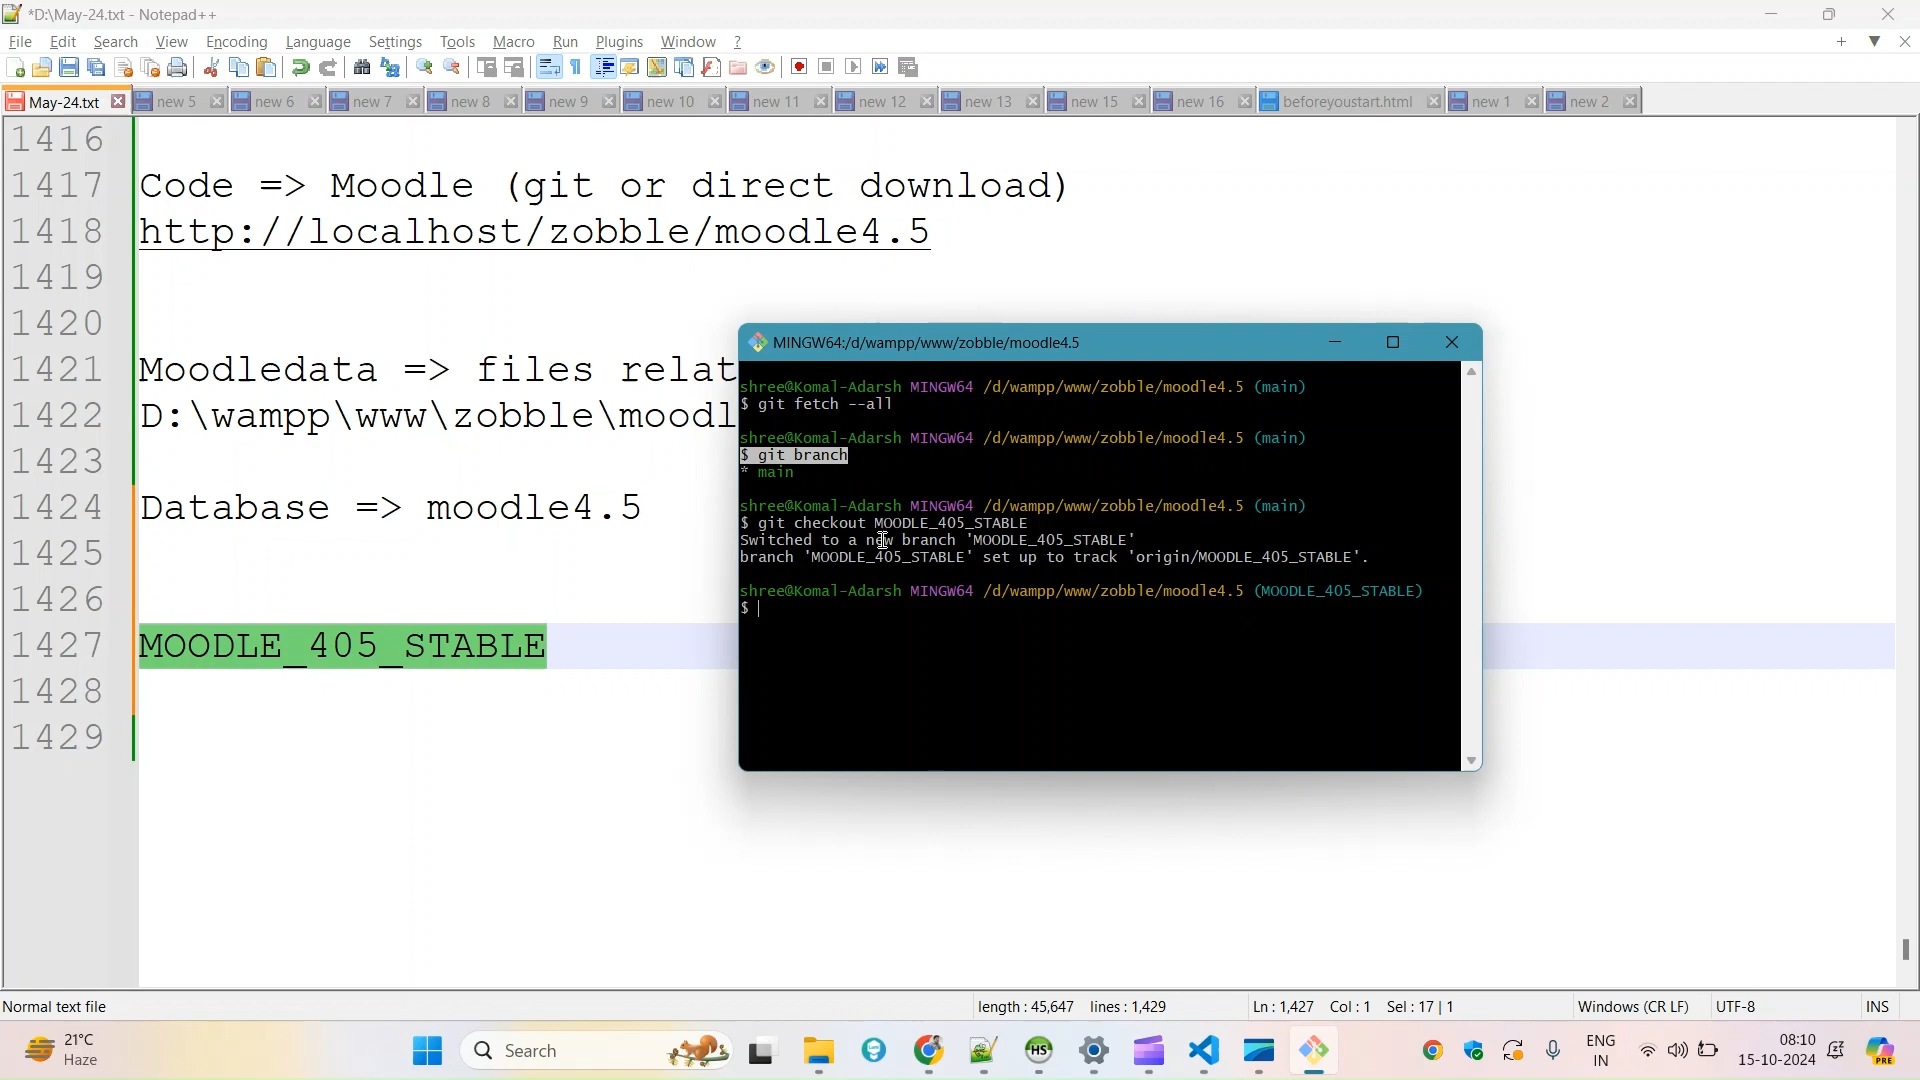 *D:\May-24.txt - Notepad++
File Edit Search View Encoding Language Settings Tools Macro Run Plugins Window ?
May-24.txt new 5 new 6 new 7 new 8 new 9 new 10 new 11 new 12 new 13 new 15 new 16 beforeyoustart.html new 1 new 2
1416
1417 Code => Moodle (git or direct download)
1418 http://localhost/zobble/moodle4.5
1419
1420
1421 Moodledata => files relat
1422 D:\wampp\www\zobble\moodl
1423
1424 Database => moodle4.5
1425
1426
1427 MOODLE_405_STABLE
1428
1429
MINGW64:/d/wampp/www/zobble/moodle4.5
shree@Komal-Adarsh MINGW64 /d/wampp/www/zobble/moodle4.5 (main)
$ git fetch --all
shree@Komal-Adarsh MINGW64 /d/wampp/www/zobble/moodle4.5 (main)
$ git branch
* main
shree@Komal-Adarsh MINGW64 /d/wampp/www/zobble/moodle4.5 (main)
$ git checkout MOODLE_405_STABLE
Switched to a new branch 'MOODLE_405_STABLE'
branch 'MOODLE_405_STABLE' set up to track 'origin/MOODLE_405_STABLE'.
shree@Komal-Adarsh MINGW64 /d/wampp/www/zobble/moodle4.5 (MOODLE_405_STABLE)
$
Normal text file length : 45,647 lines : 1,429 Ln : 1,427 Col : 1 Sel : 17 | 1 Windows (CR LF) UTF-8 INS
21°C
Haze
Search
HS
ENG
IN
08:10
15-10-2024
PRE